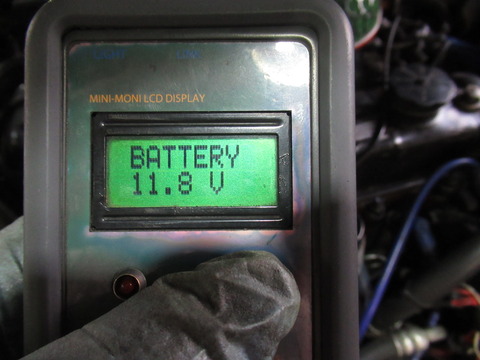 MINI-MONI LCD DISPLAY
BATTERY
11.8 V